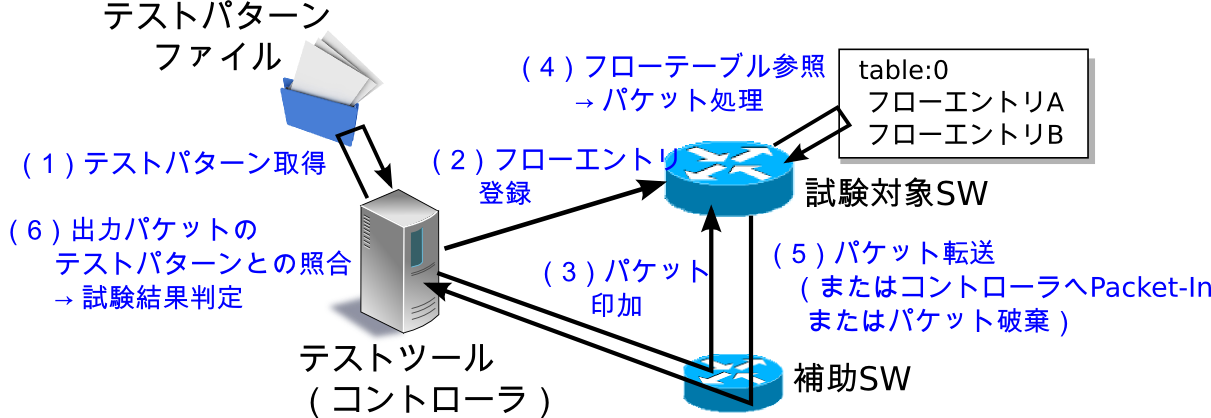 テストパターン
ファイル
(1)テストパターン取得
(2)フローエントリ
登録
(3)パケット
印加
(4)フローテーブル参照
→ パケット処理
table:0
フローエントリA
フローエントリB
試験対象SW
(5)パケット転送
(またはコントローラへPacket-In
またはパケット破棄)
(6)出力パケットの
テストパターンとの照合
→ 試験結果判定
テストツール
(コントローラ)
補助SW